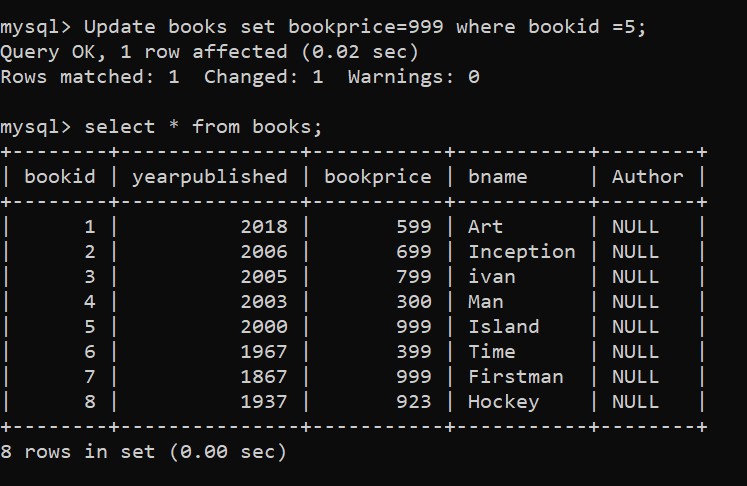 mysql> Update books set bookprice=999 where bookid =5;
Query OK, 1 row affected (0.02 sec)
Rows matched: 1  Changed: 1  Warnings: 0

mysql> select * from books;
+--------+---------------+-----------+-----------+--------+
| bookid | yearpublished | bookprice | bname     | Author |
+--------+---------------+-----------+-----------+--------+
|      1 |          2018 |       599 | Art       | NULL   |
|      2 |          2006 |       699 | Inception | NULL   |
|      3 |          2005 |       799 | ivan      | NULL   |
|      4 |          2003 |       300 | Man       | NULL   |
|      5 |          2000 |       999 | Island    | NULL   |
|      6 |          1967 |       399 | Time      | NULL   |
|      7 |          1867 |       999 | Firstman  | NULL   |
|      8 |          1937 |       923 | Hockey    | NULL   |
+--------+---------------+-----------+-----------+--------+
8 rows in set (0.00 sec)